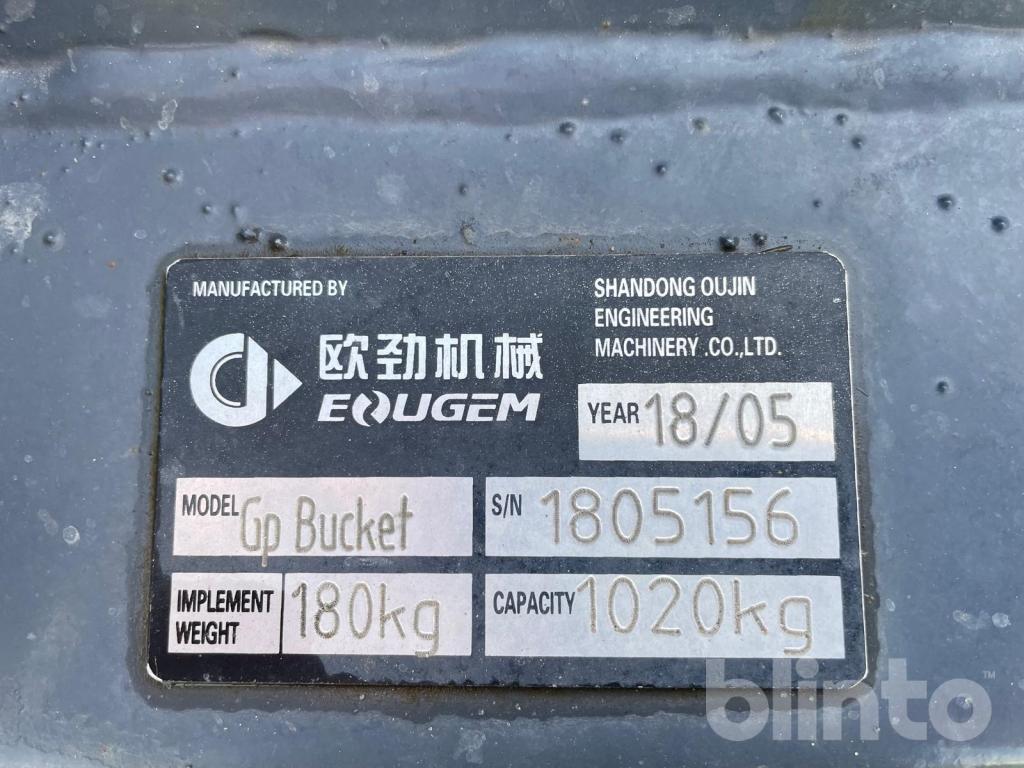 MANUFACTURED BY
SHANDONG OUJIN
ENGINEERING
MACHINERY .CO.,LTD.
欧劲机械
EOUGEM
YEAR 18/05
MODEL Gp Bucket
S/N 1805156
IMPLEMENT
WEIGHT
180kg
CAPACITY 1020kg
blinto™